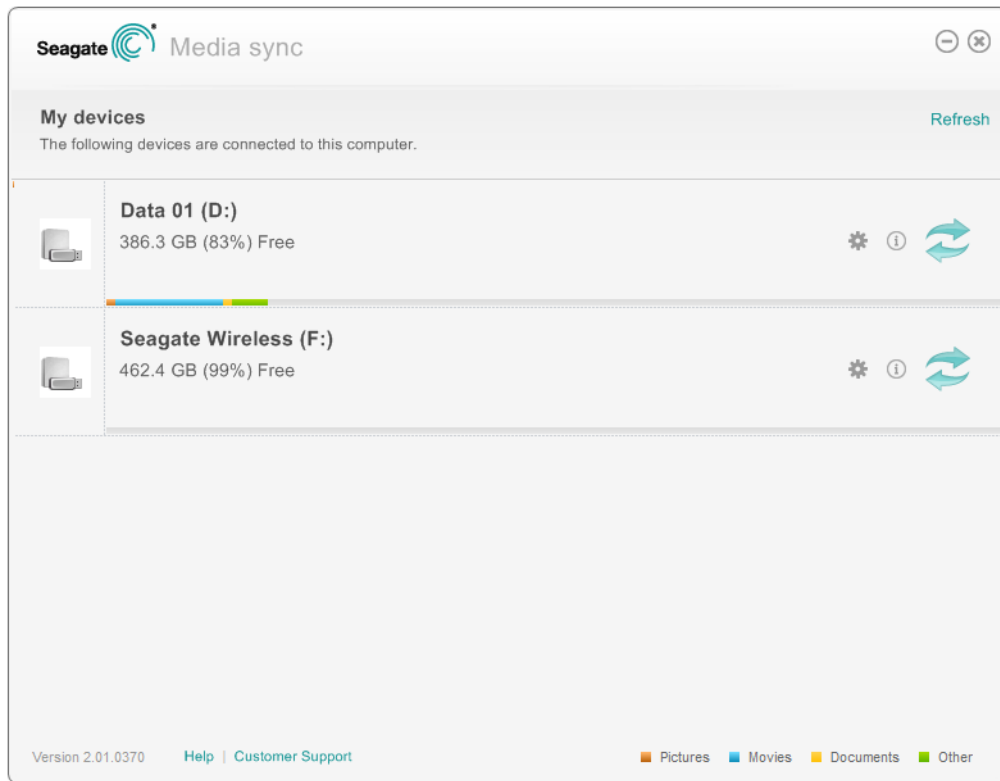 Seagate Media sync
My devices
Refresh
The following devices are connected to this computer.
Data 01 (D:)
386.3 GB (83%) Free
Seagate Wireless (F:)
462.4 GB (99%) Free
Version 2.01.0370 Help | Customer Support Pictures Movies Documents Other